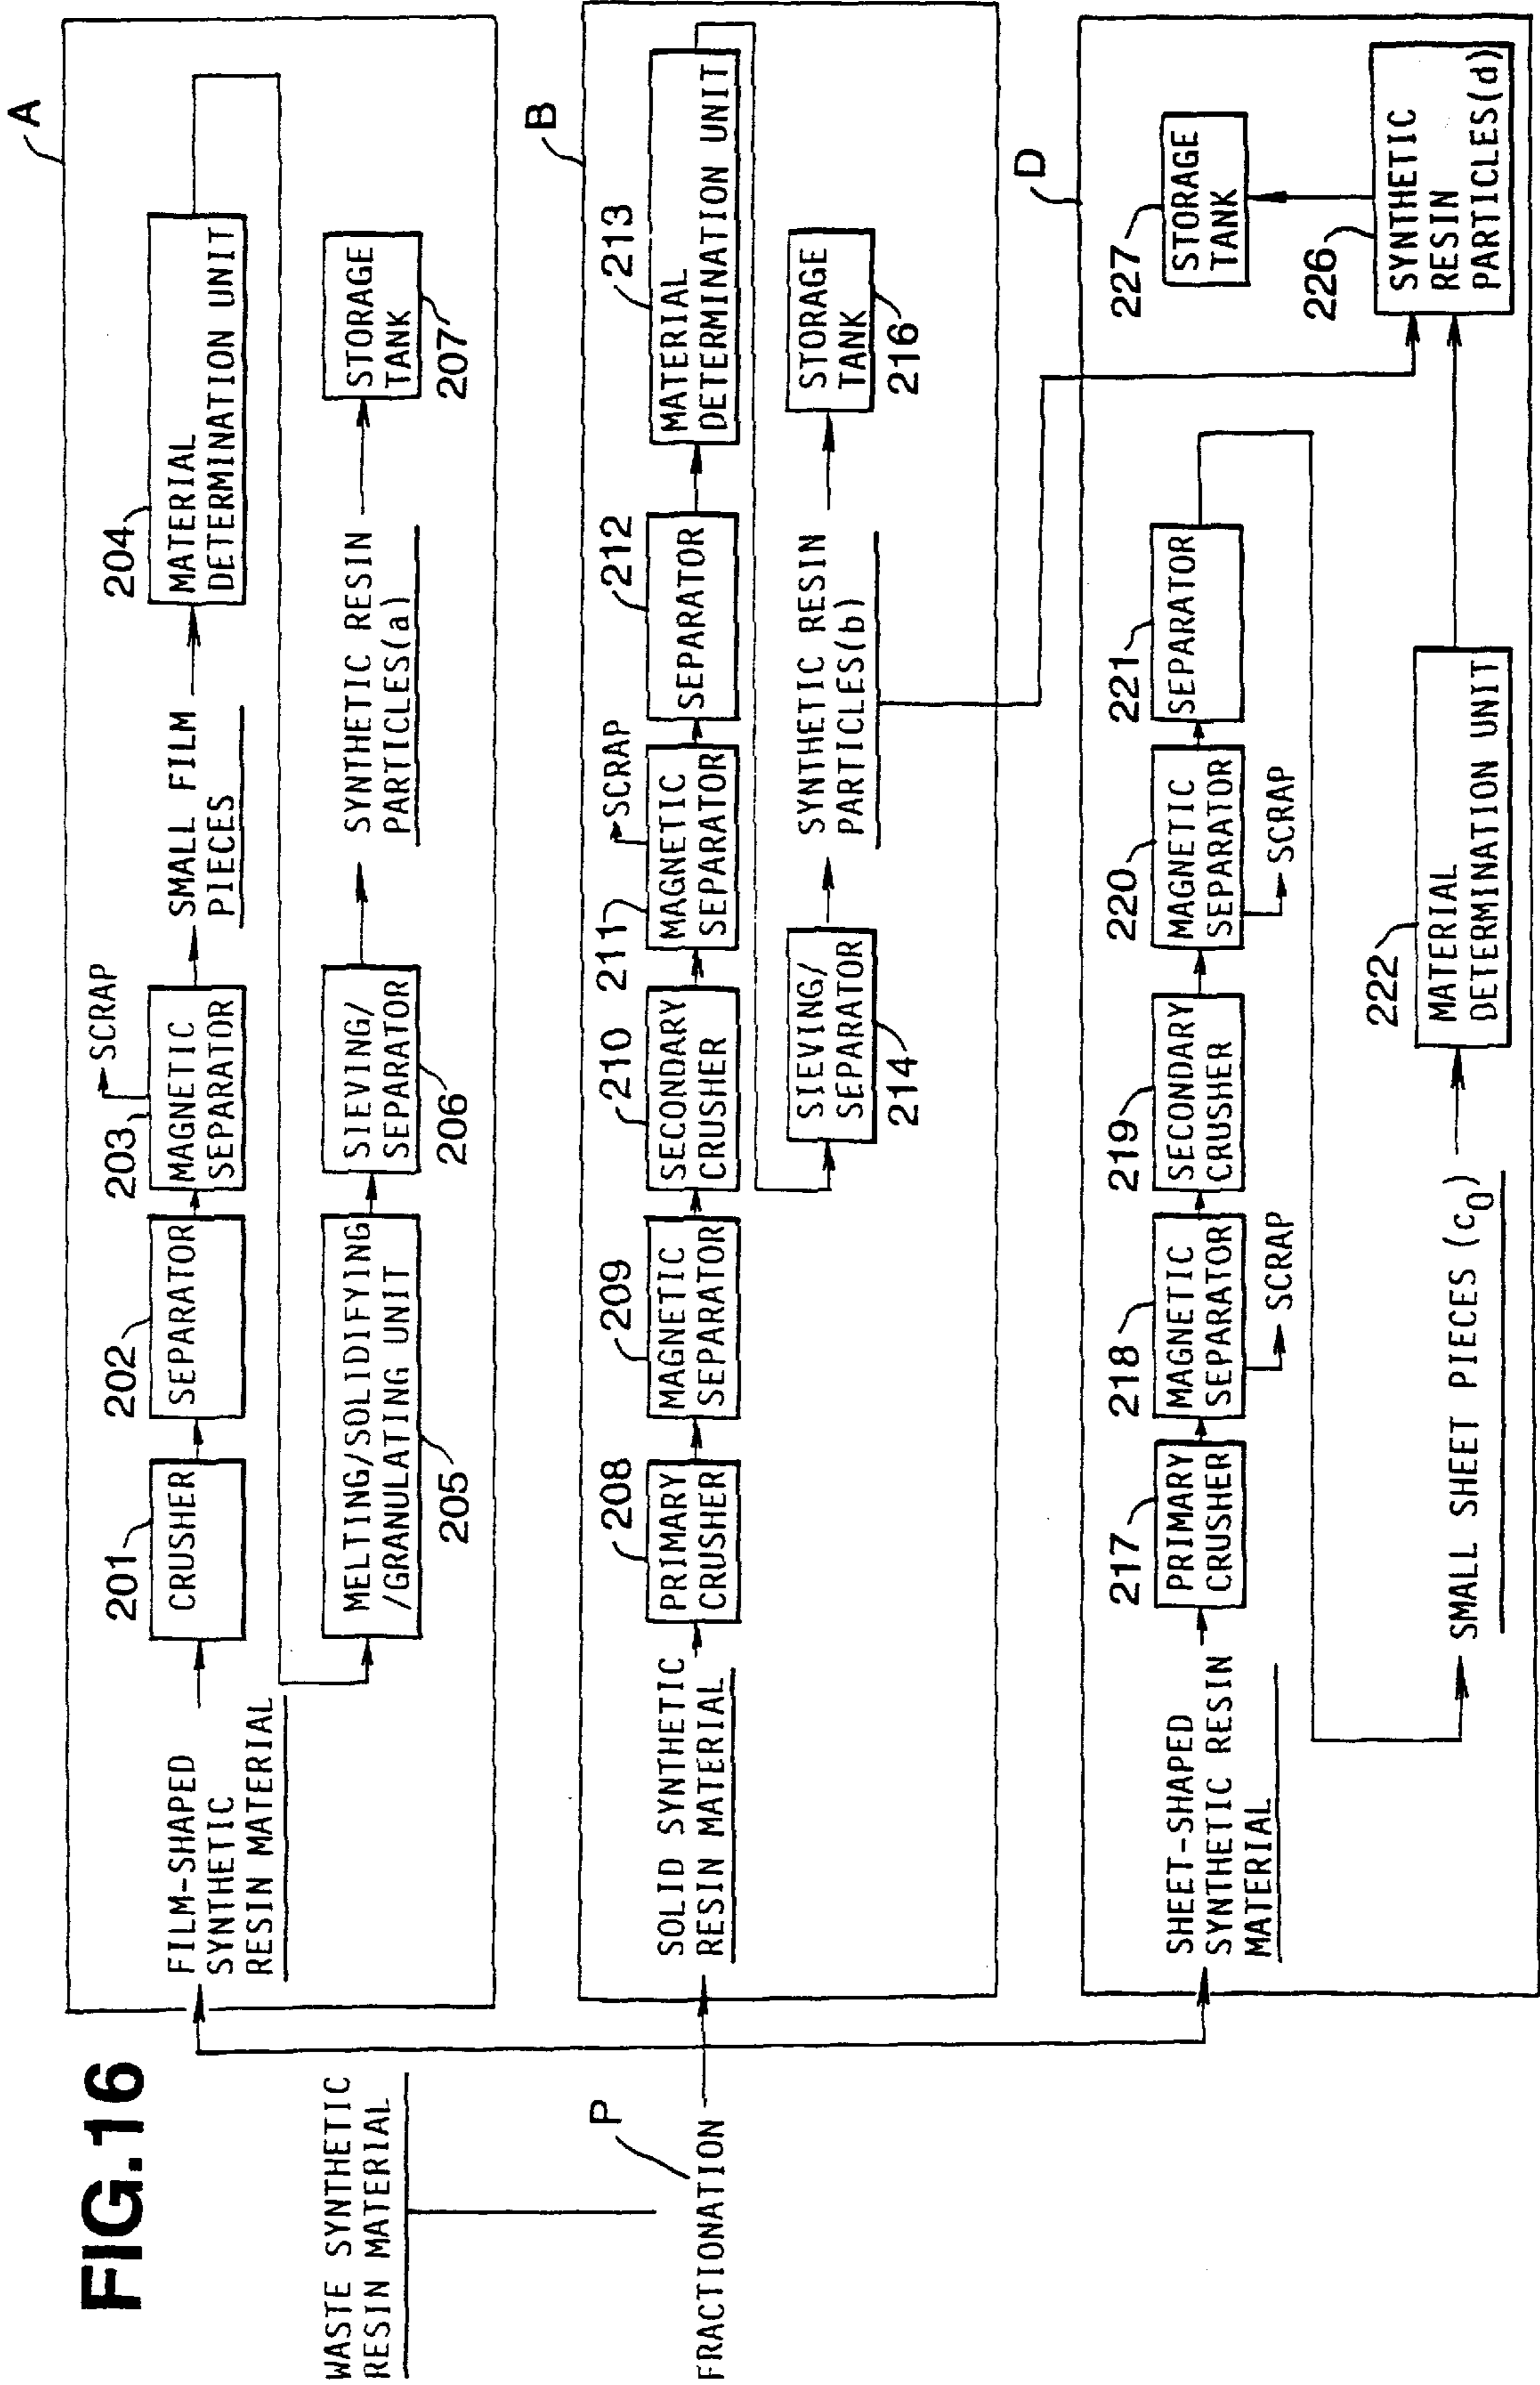 FIG.16
WASTE SYNTHETIC
RESIN MATERIAL
P
FRACTIONATION
A
FILM-SHAPED
SYNTHETIC
RESIN MATERIAL
201
CRUSHER
202
SEPARATOR
203
MAGNETIC
SEPARATOR
SCRAP
SMALL FILM
PIECES
204
MATERIAL
DETERMINATION UNIT
MELTING/SOLIDIFYING
/GRANULATING UNIT
205
SIEVING/
SEPARATOR
206
SYNTHETIC RESIN
PARTICLES(a)
STORAGE
TANK
207
B
SOLID SYNTHETIC
RESIN MATERIAL
208
PRIMARY
CRUSHER
209
MAGNETIC
SEPARATOR
210
SECONDARY
CRUSHER
211
MAGNETIC
SEPARATOR
SCRAP
212
SEPARATOR
213
MATERIAL
DETERMINATION UNIT
SIEVING/
SEPARATOR
214
SYNTHETIC RESIN
PARTICLES(b)
STORAGE
TANK
216
D
SHEET-SHAPED
SYNTHETIC RESIN
MATERIAL
217
PRIMARY
CRUSHER
218
MAGNETIC
SEPARATOR
SCRAP
219
SECONDARY
CRUSHER
220
MAGNETIC
SEPARATOR
SCRAP
221
SEPARATOR
SMALL SHEET PIECES (c0)
222
MATERIAL
DETERMINATION UNIT
226
SYNTHETIC
RESIN
PARTICLES(d)
227
STORAGE
TANK